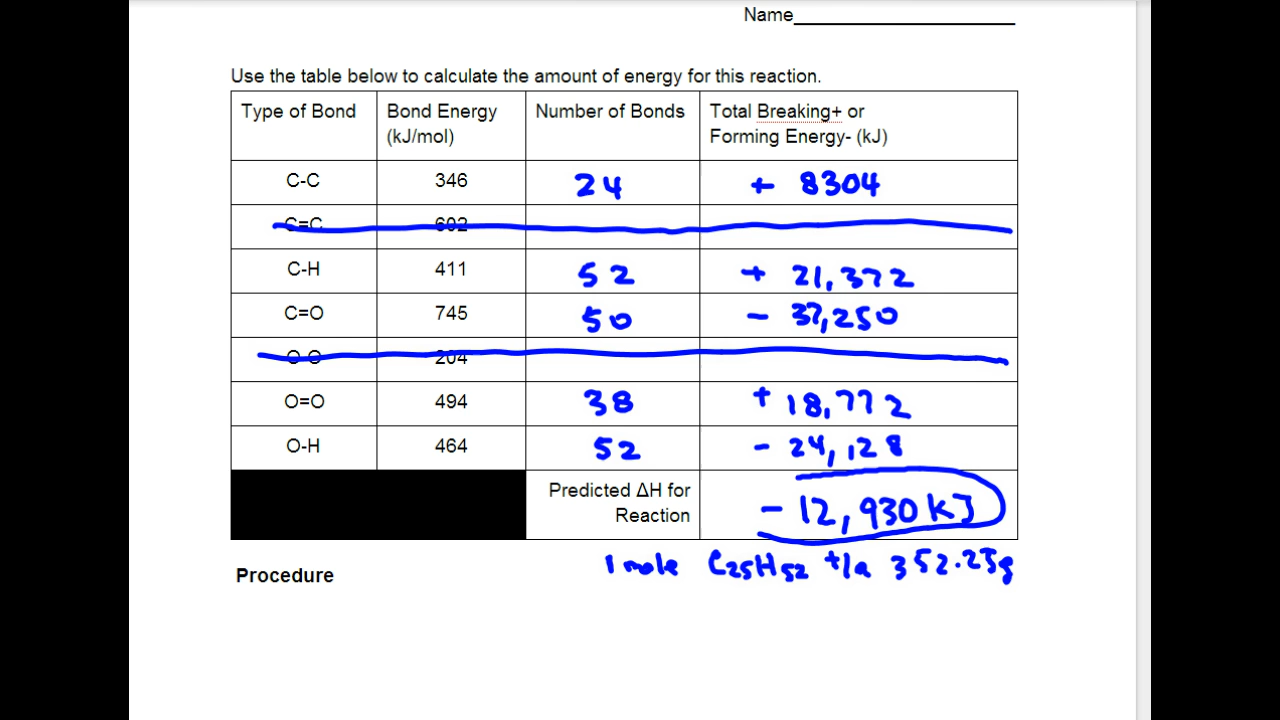 Name
Use the table below to calculate the amount of energy for this reaction.
Type of Bond Bond Energy (kJ/mol) Number of Bonds Total Breaking+ or Forming Energy- (kJ)
C-C 346 24 + 8304
C=C 602
C-H 411 52 + 21,372
C=O 745 50 - 37,250
O-O 204
O=O 494 38 + 18,772
O-H 464 52 - 24,128
Predicted ΔH for Reaction - 12,930 kJ
1 mole C25H52 +/a 352.25g
Procedure